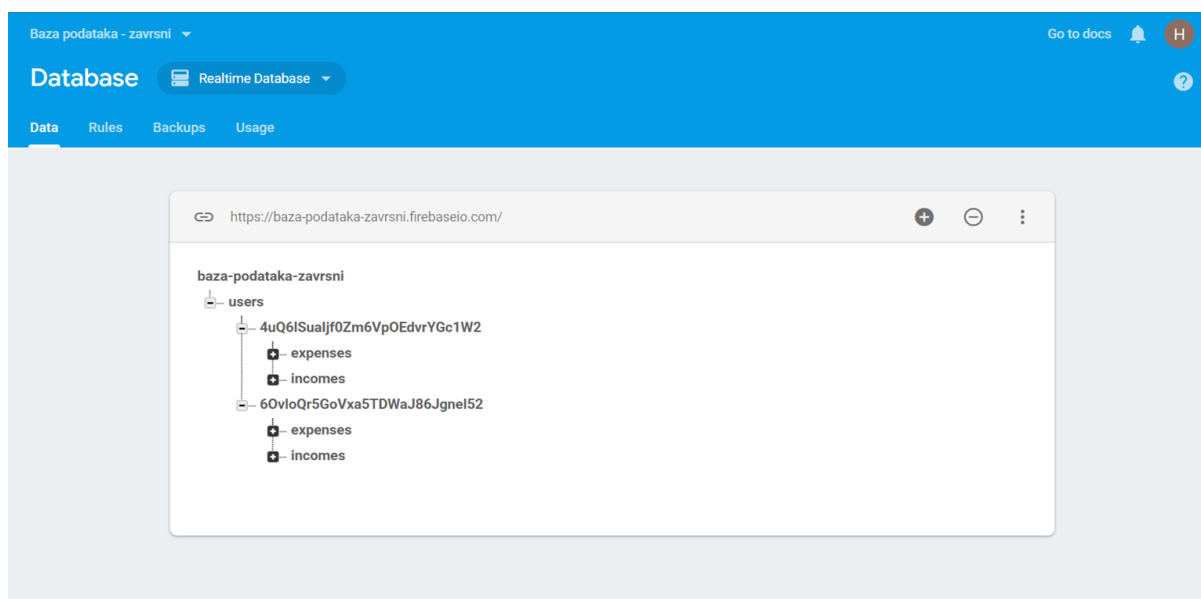 Baza podataka - zavrsni
Go to docs
H
Database
Realtime Database
?
Data Rules Backups Usage
https://baza-podataka-zavrsni.firebaseio.com/
baza-podataka-zavrsni
users
4uQ6ISualjf0Zm6VpOEdvrYGc1W2
expenses
incomes
6OvloQr5GoVxa5TDWaJ86Jgnel52
expenses
incomes